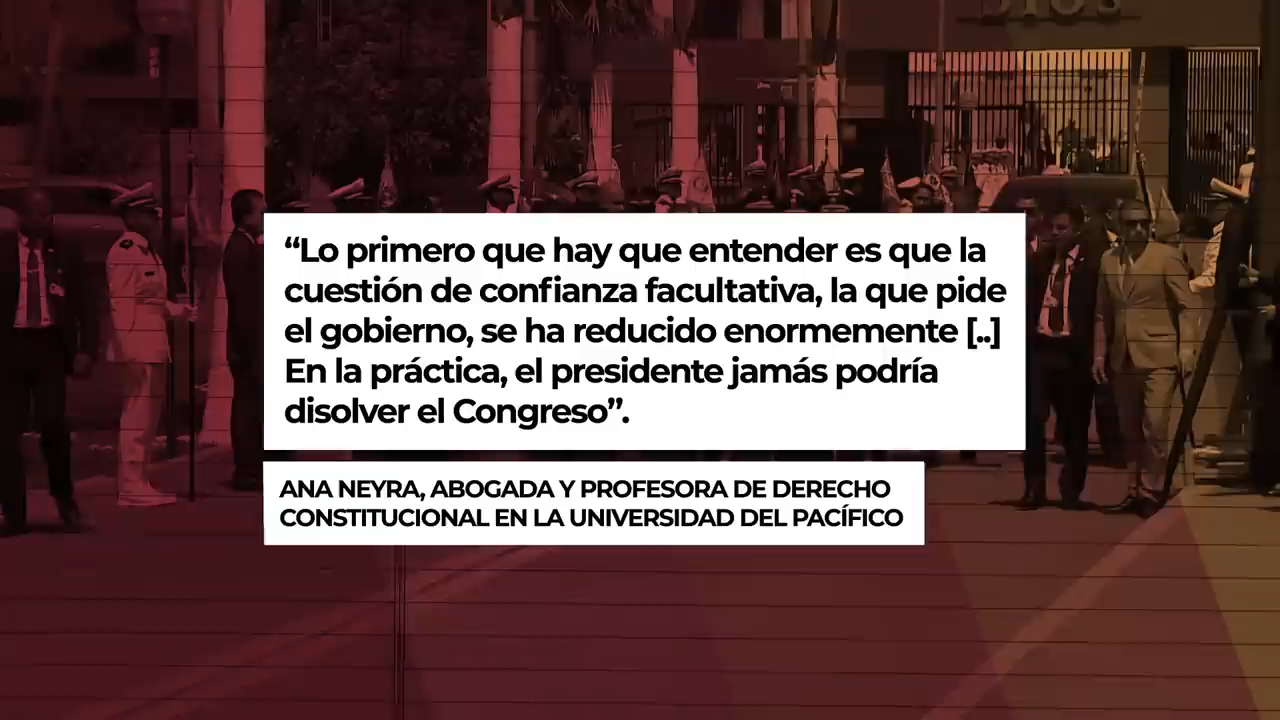 DIOS
“Lo primero que hay que entender es que la
cuestión de confianza facultativa, la que pide
el gobierno, se ha reducido enormemente [..]
En la práctica, el presidente jamás podría
disolver el Congreso”.
ANA NEYRA, ABOGADA Y PROFESORA DE DERECHO
CONSTITUCIONAL EN LA UNIVERSIDAD DEL PACÍFICO